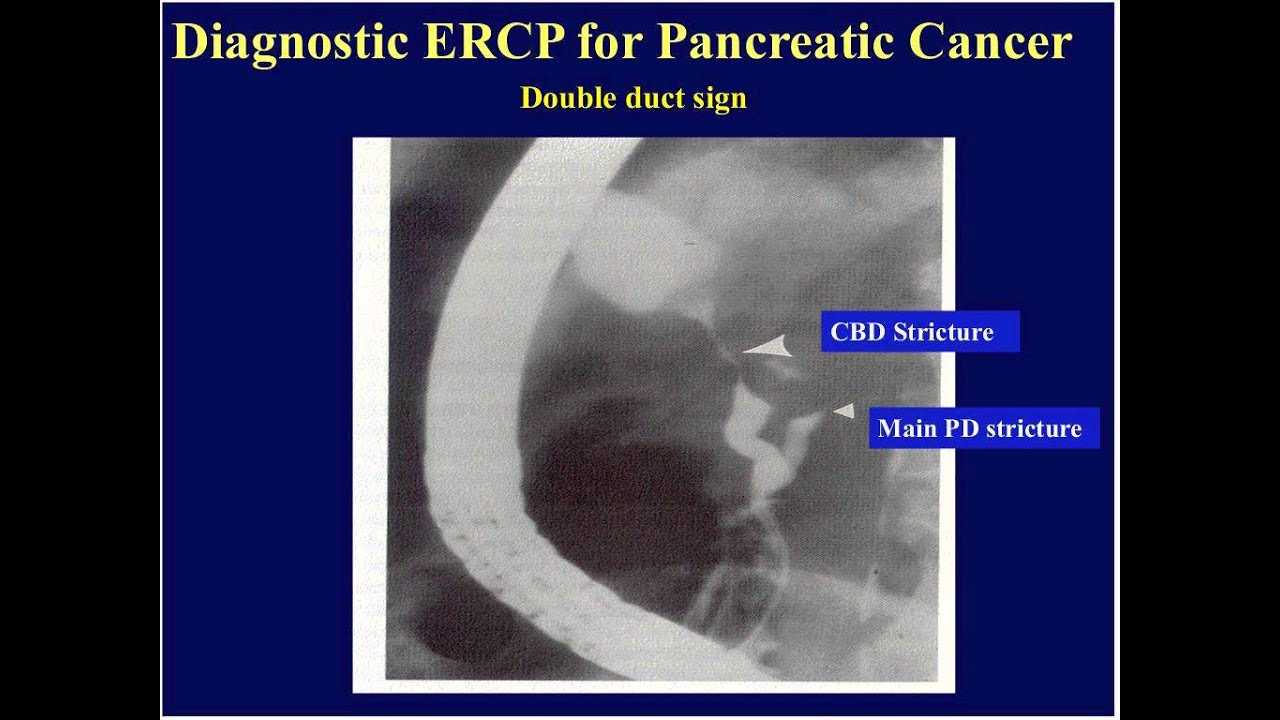 Diagnostic ERCP for Pancreatic Cancer
Double duct sign
CBD Stricture
Main PD stricture